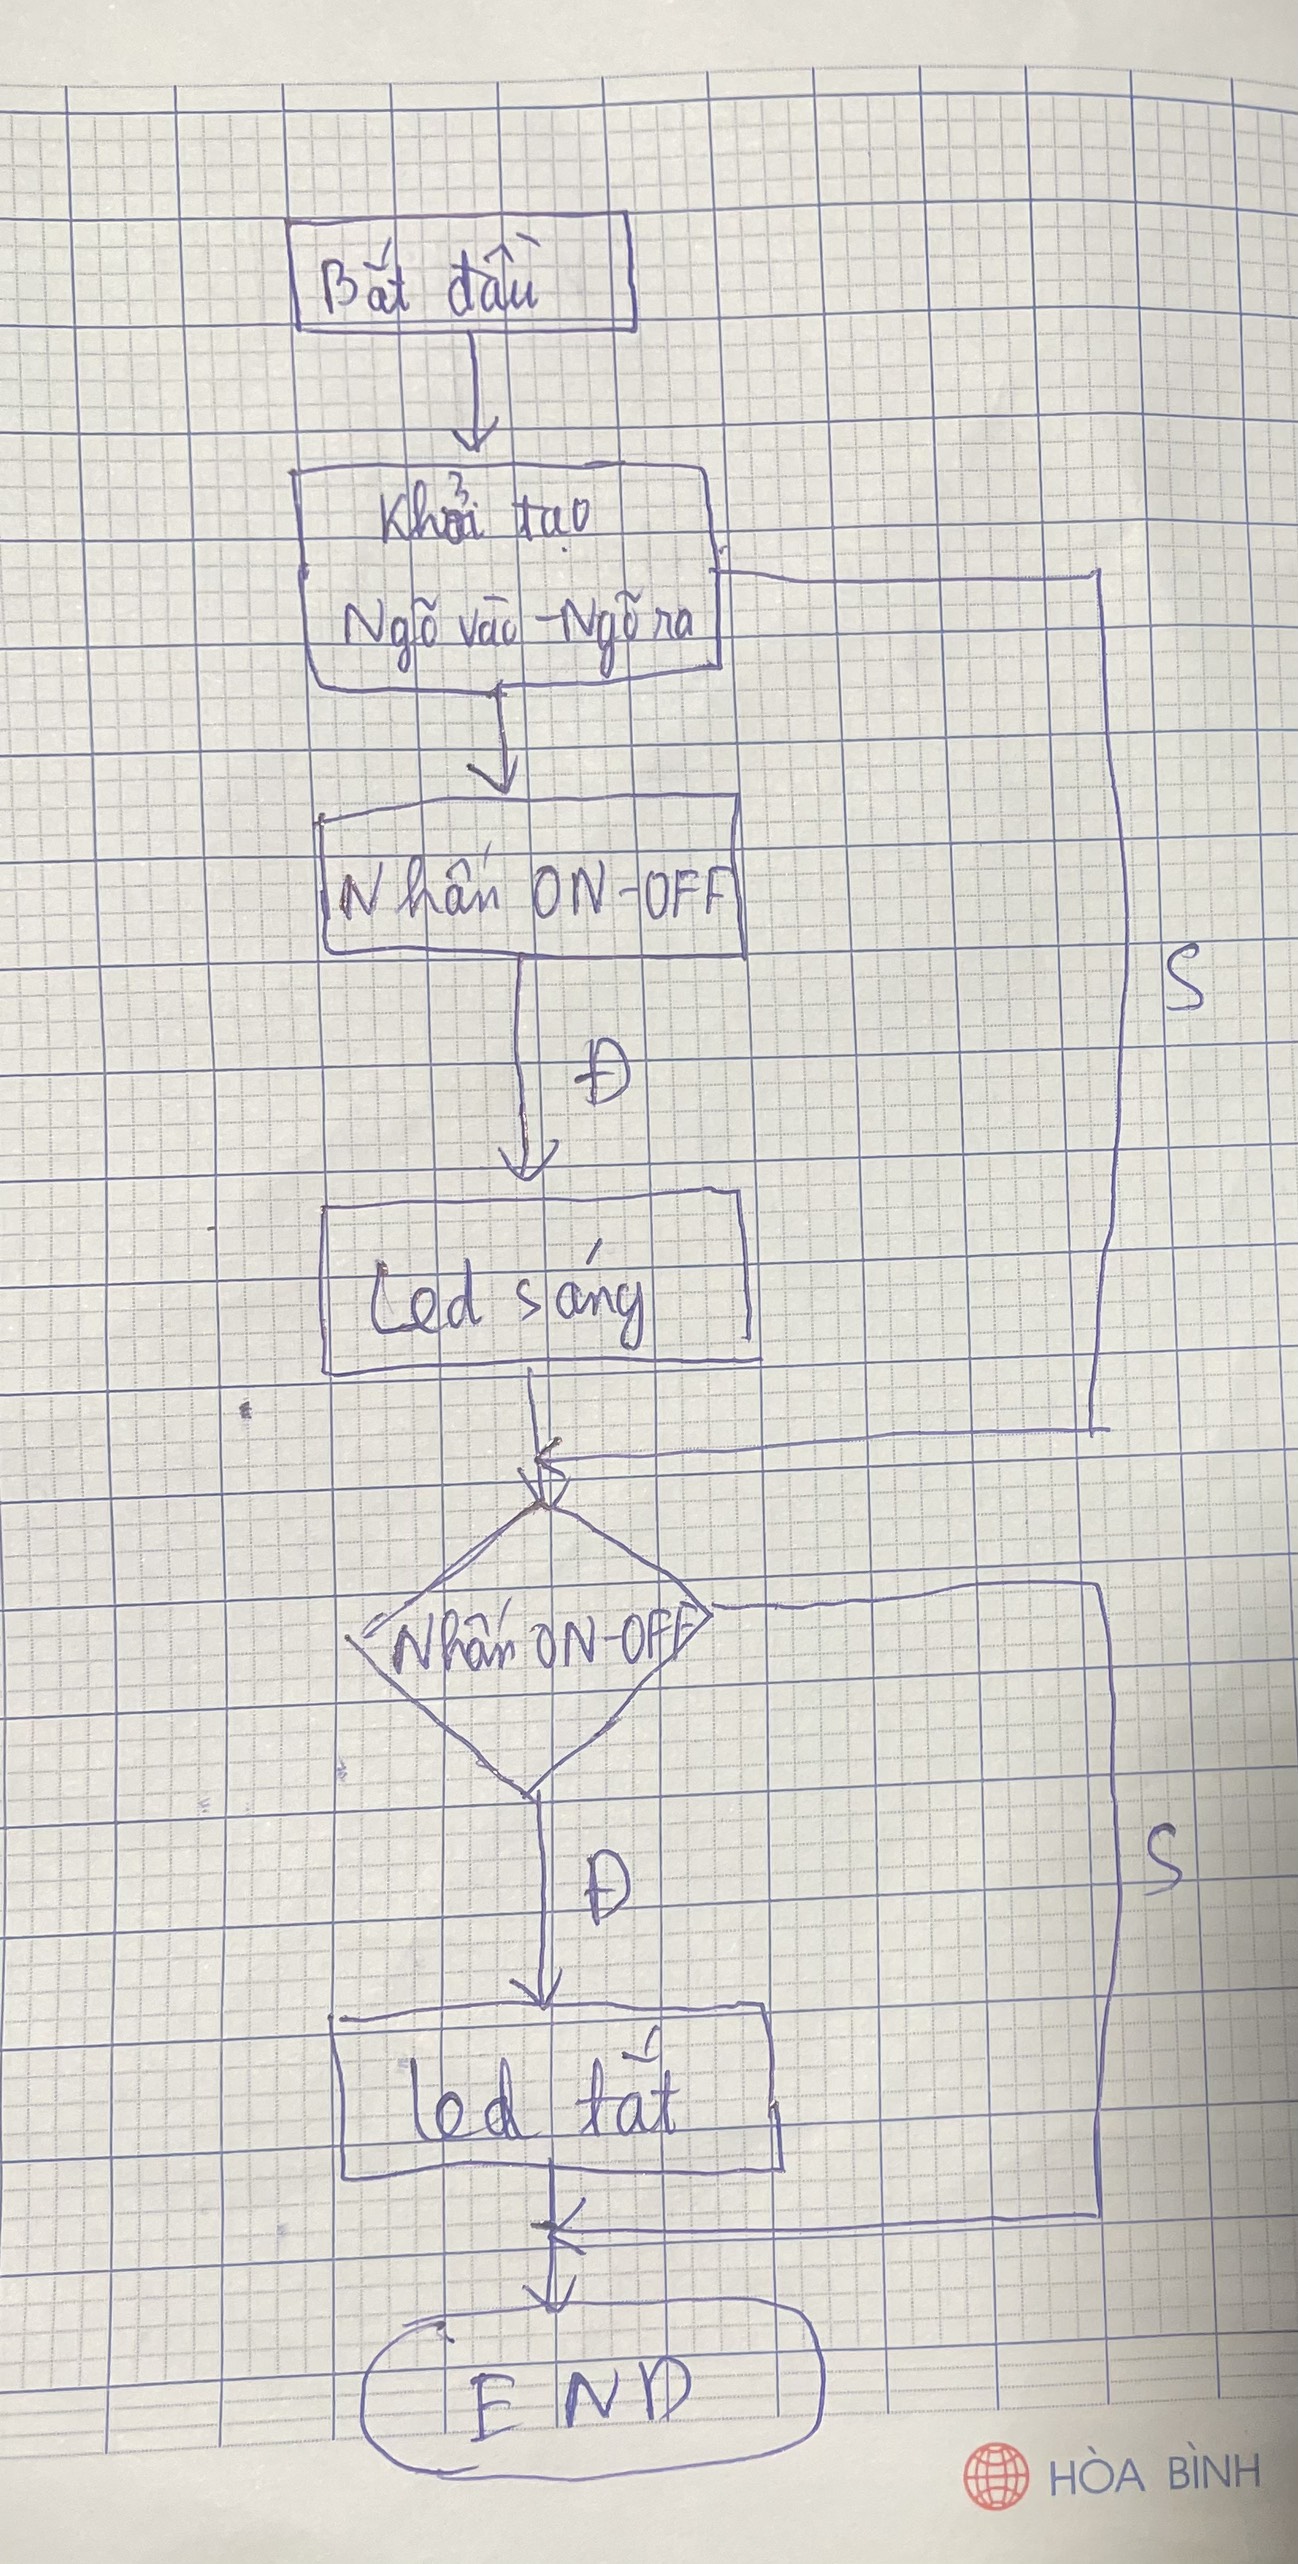 Bắt đầu
Khởi tạo
Ngõ vào - Ngõ ra
Nhấn ON-OFF
S
Đ
Led sáng
Nhấn ON-OFF
S
Đ
led tắt
END
HÒA BÌNH